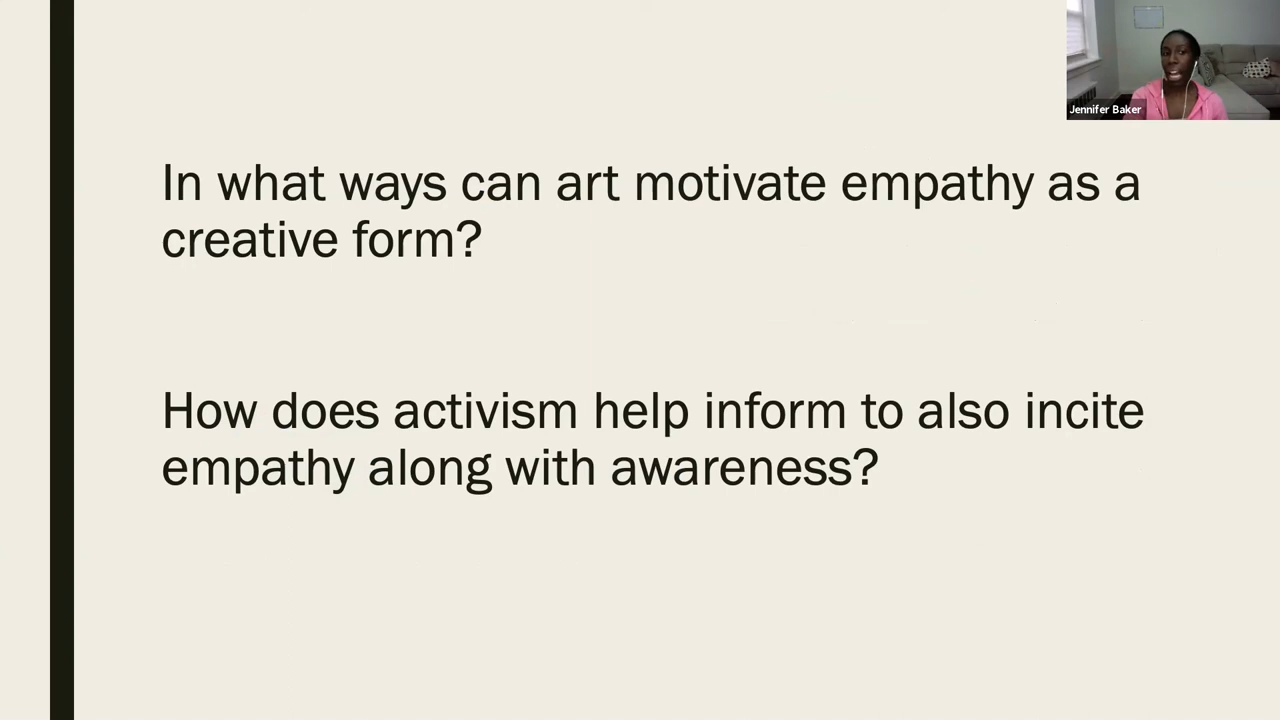 Jennifer Baker
In what ways can art motivate empathy as a
creative form?
How does activism help inform to also incite
empathy along with awareness?